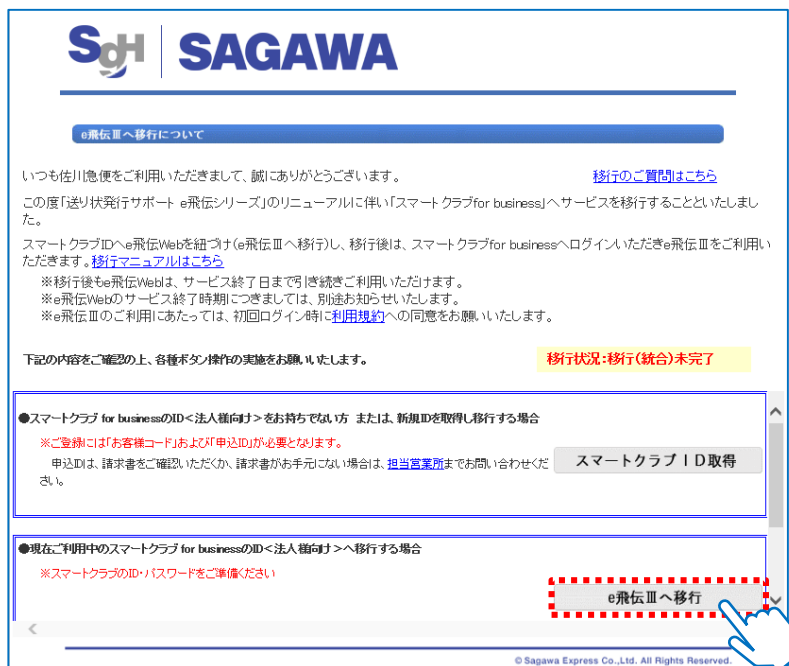 SGH SAGAWA
e飛伝Ⅲへ移行について
いつも佐川急便をご利用いただきまして、誠にありがとうございます。 移行のご質問はこちら
この度「送り状発行サポート e飛伝シリーズ」のリニューアルに伴い「スマートクラブfor business」へサービスを移行することといたしまし
た。
スマートクラブIDへe飛伝Webを紐づけ(e飛伝Ⅲへ移行)し、移行後は、スマートクラブfor businessへログインいただきe飛伝Ⅲをご利用い
ただきます。移行マニュアルはこちら
※移行後もe飛伝Webは、サービス終了日まで引き続きご利用いただけます。
※e飛伝Webのサービス終了時期につきましては、別途お知らせいたします。
※e飛伝Ⅲのご利用にあたっては、初回ログイン時に利用規約への同意をお願いいたします。
下記の内容をご確認の上、各種ボタン操作の実施をお願いいたします。 移行状況:移行(統合)未完了
●スマートクラブ for businessのID<法人様向け>をお持ちでない方 または、新規IDを取得し移行する場合
※ご登録には「お客様コード」および「申込ID」が必要となります。
申込IDは、請求書をご確認いただくか、請求書がお手元にない場合は、担当営業所までお問い合わせくだ
さい。
スマートクラブID取得
●現在ご利用中のスマートクラブ for businessのID<法人様向け>へ移行する場合
※スマートクラブのID・パスワードをご準備ください
e飛伝Ⅲへ移行
© Sagawa Express Co.,Ltd. All Rights Reserved.